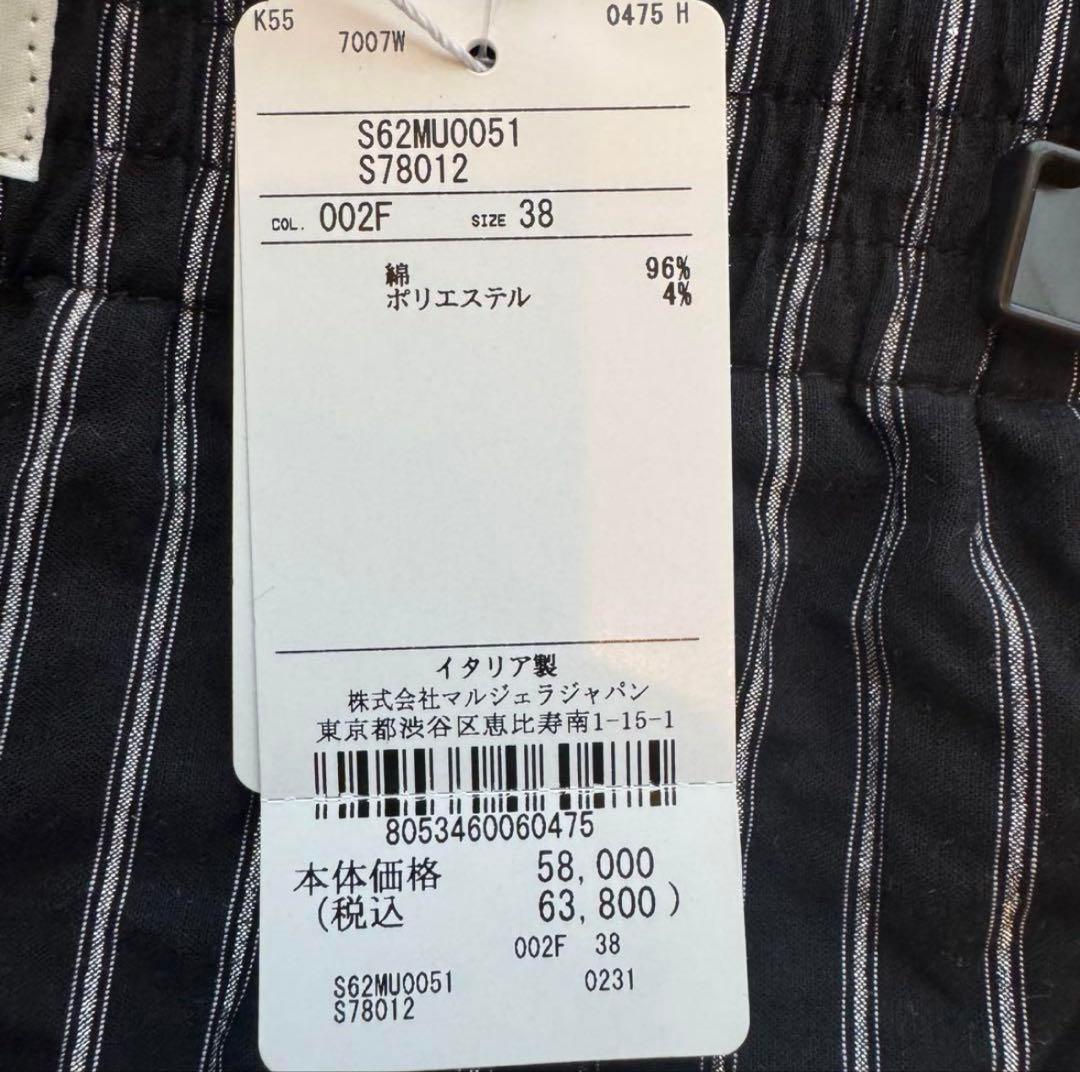 K55 0475 H
7007W
S62MU0051
S78012
COL. 002F SIZE 38
綿 96%
ポリエステル 4%
イタリア製
株式会社マルジェラジャパン
東京都渋谷区恵比寿南1-15-1
8053460060475
本体価格 58,000
(税込 63,800)
002F 38
S62MU0051 0231
S78012